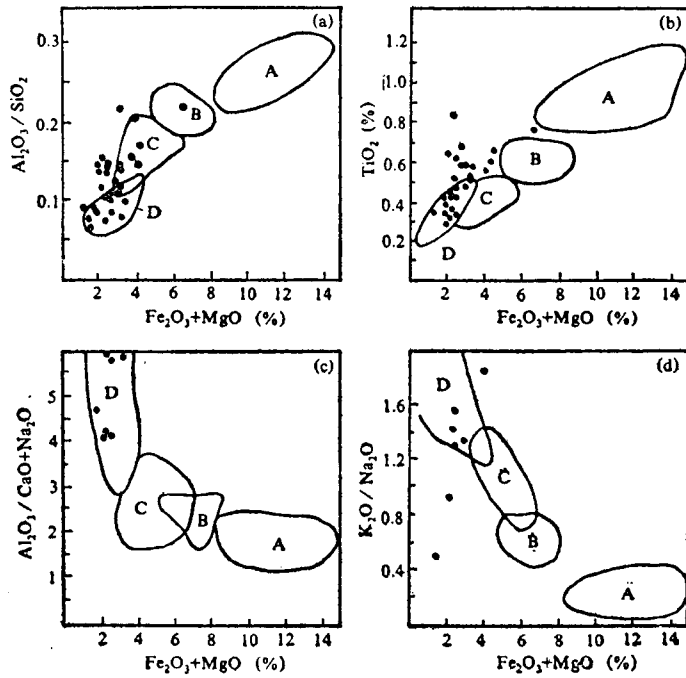 (a)
Al₂O₃ / SiO₂
0.3
0.2
0.1
A
B
C
D
2 4 6 8 10 12 14
Fe₂O₃+MgO (%)
(b)
TiO₂ (%)
1.2
1.0
0.8
0.6
0.4
0.2
A
B
C
D
2 4 6 8 10 12 14
Fe₂O₃+MgO (%)
(c)
Al₂O₃ / CaO+Na₂O
5
4
3
2
1
D
C
B
A
2 4 6 8 10 12 14
Fe₂O₃+MgO (%)
(d)
K₂O / Na₂O
1.6
1.2
0.8
0.4
0.2
D
C
B
A
2 4 6 8 10 12 14
Fe₂O₃+MgO (%)